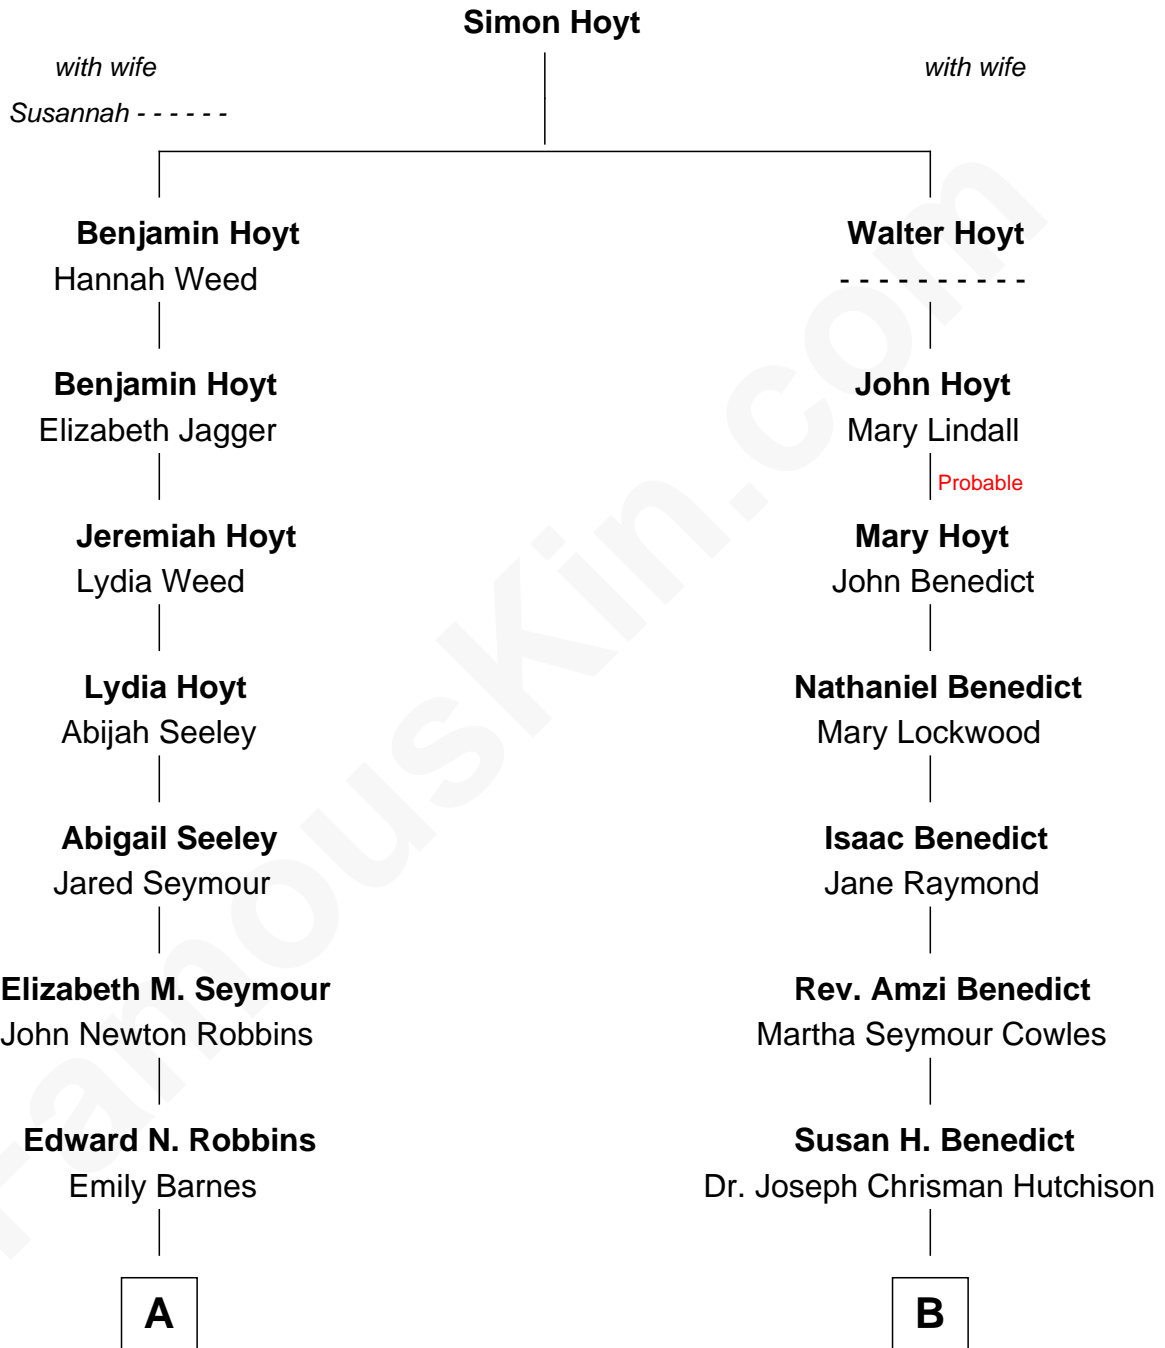 Simon Hoyt
with wife
with wife
Susannah - - - - - -
Benjamin Hoyt
Walter Hoyt
Hannah Weed
- - - - - - - - - -
Benjamin Hoyt
John Hoyt
Elizabeth Jagger
Mary Lindall
Probable
Jeremiah Hoyt
Mary Hoyt
Lydia Weed
John Benedict
Lydia Hoyt
Nathaniel Benedict
Abijah Seeley
Mary Lockwood
Abigail Seeley
Isaac Benedict
Jared Seymour
Jane Raymond
Elizabeth M. Seymour
Rev. Amzi Benedict
John Newton Robbins
Martha Seymour Cowles
Edward N. Robbins
Susan H. Benedict
Emily Barnes
Dr. Joseph Chrisman Hutchison
A
B
FamousKin.com